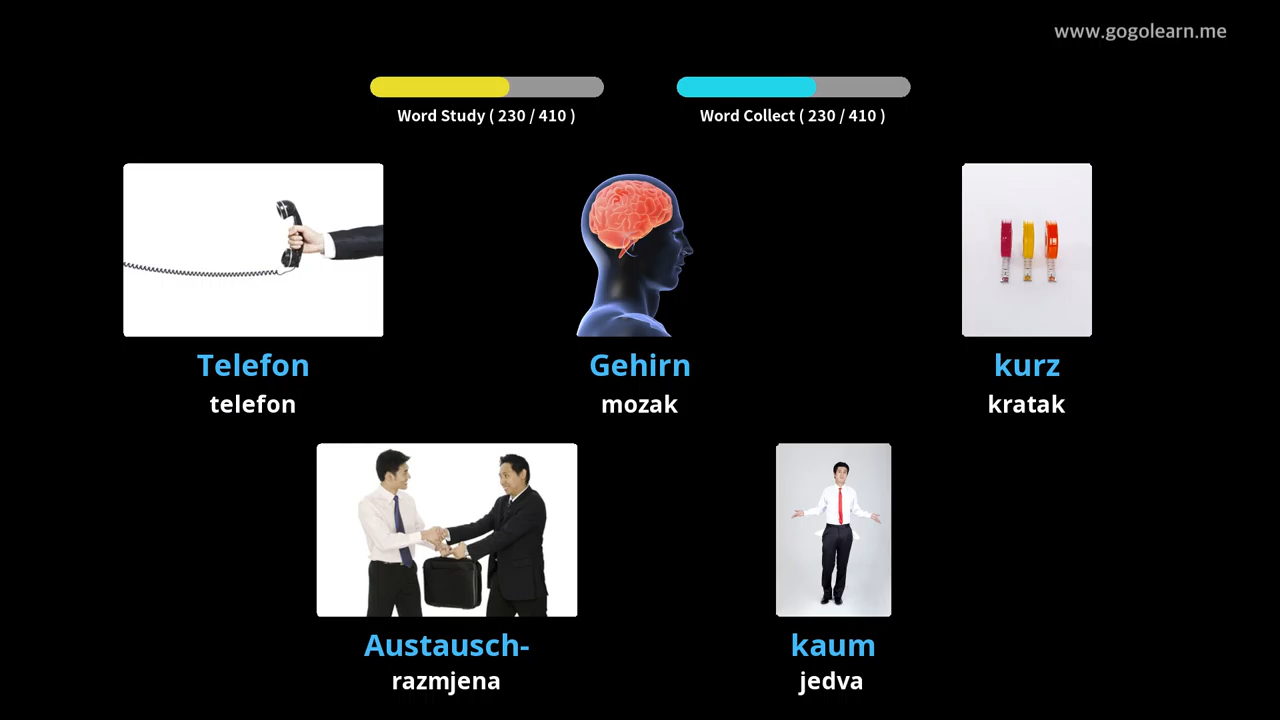 www.gogolearn.me
Word Study ( 230 / 410 )
Word Collect ( 230 / 410 )
Telefon
telefon
Gehirn
mozak
kurz
kratak
Austausch-
razmjena
kaum
jedva